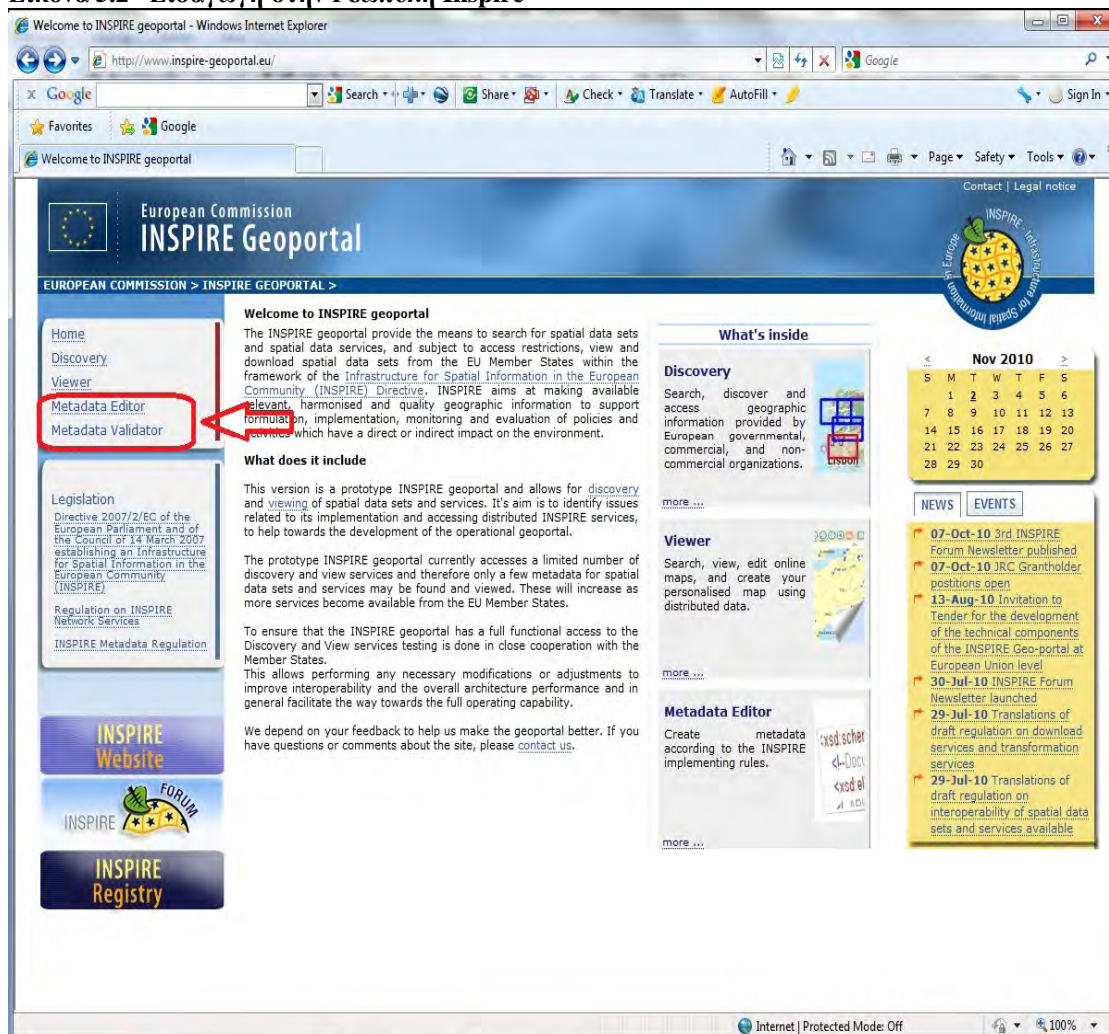 Εικόνα 3.2 - Εισαγωγή στην Γεωπύλη Inspire
Welcome to INSPIRE geoportal - Windows Internet Explorer
http://www.inspire-geoportal.eu/
Google
x Google
Search
Share
Check
Translate
AutoFill
Sign In
Favorites
Google
Welcome to INSPIRE geoportal
Page
Safety
Tools
Contact | Legal notice
European Commission
INSPIRE Geoportal
INSPIRE - Infrastructure for Spatial Information in Europe
EUROPEAN COMMISSION > INSPIRE GEOPORTAL >
Home
Discovery
Viewer
Metadata Editor
Metadata Validator
Legislation
Directive 2007/2/EC of the
European Parliament and of
the Council of 14 March 2007
establishing an Infrastructure
for Spatial Information in the
European Community
(INSPIRE)
Regulation on INSPIRE
Network Services
INSPIRE Metadata Regulation
INSPIRE
Website
INSPIRE FORUM
INSPIRE
Registry
Welcome to INSPIRE geoportal
The INSPIRE geoportal provide the means to search for spatial data sets
and spatial data services, and subject to access restrictions, view and
download spatial data sets from the EU Member States within the
framework of the Infrastructure for Spatial Information in the European
Community (INSPIRE) Directive. INSPIRE aims at making available
relevant, harmonised and quality geographic information to support
formulation, implementation, monitoring and evaluation of policies and
activities which have a direct or indirect impact on the environment.
What does it include
This version is a prototype INSPIRE geoportal and allows for discovery
and viewing of spatial data sets and services. It's aim is to identify issues
related to its implementation and accessing distributed INSPIRE services,
to help towards the development of the operational geoportal.
The prototype INSPIRE geoportal currently accesses a limited number of
discovery and view services and therefore only a few metadata for spatial
data sets and services may be found and viewed. These will increase as
more services become available from the EU Member States.
To ensure that the INSPIRE geoportal has a full functional access to the
Discovery and View services testing is done in close cooperation with the
Member States.
This allows performing any necessary modifications or adjustments to
improve interoperability and the overall architecture performance and in
general facilitate the way towards the full operating capability.
We depend on your feedback to help us make the geoportal better. If you
have questions or comments about the site, please contact us.
What's inside
Discovery
Search, discover and
access geographic
information provided by
European governmental,
commercial, and non-
commercial organizations.
Lisbon
more ...
Viewer
Search, view, edit online
maps, and create your
personalised map using
distributed data.
more ...
Metadata Editor
Create metadata
according to the INSPIRE
implementing rules.
<xsd:scher
<!--Docu
<xsd:el
more ...
< Nov 2010 >
S M T W T F S
1 2 3 4 5 6
7 8 9 10 11 12 13
14 15 16 17 18 19 20
21 22 23 24 25 26 27
28 29 30
NEWS EVENTS
07-Oct-10 3rd INSPIRE
Forum Newsletter published
07-Oct-10 JRC Grantholder
postitions open
13-Aug-10 Invitation to
Tender for the development
of the technical components
of the INSPIRE Geo-portal at
European Union level
30-Jul-10 INSPIRE Forum
Newsletter launched
29-Jul-10 Translations of
draft regulation on download
services and transformation
services
29-Jul-10 Translations of
draft regulation on
interoperability of spatial data
sets and services available
Internet | Protected Mode: Off
100%